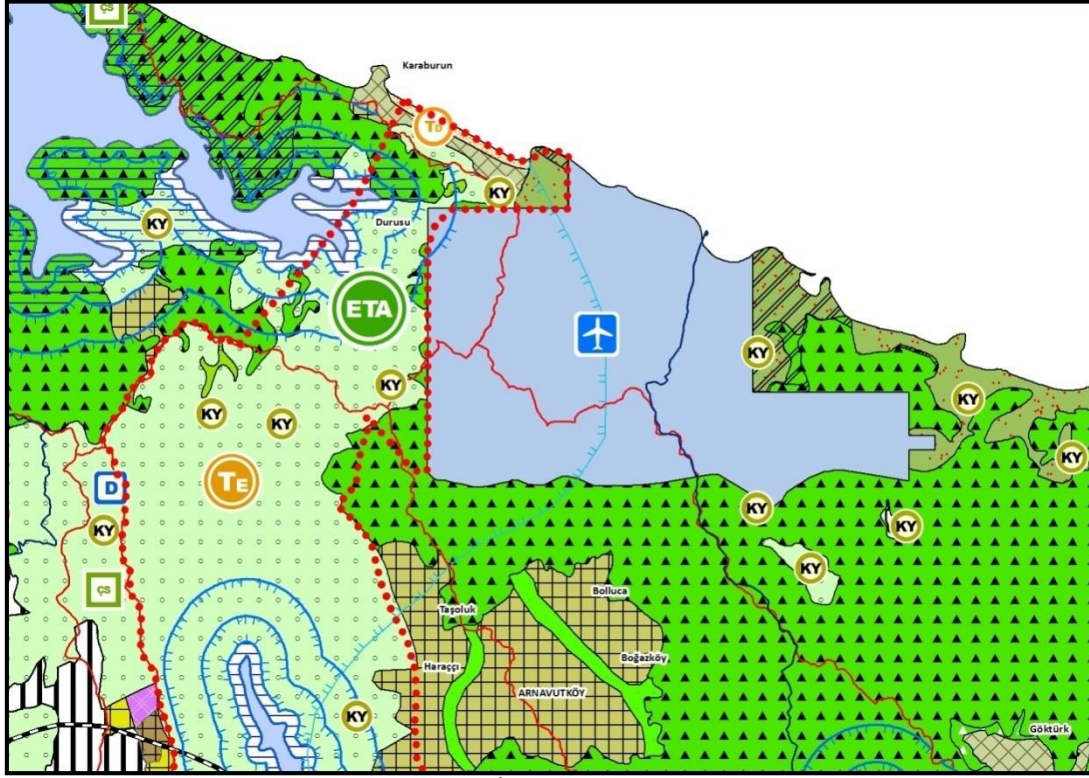 ÇS
Karaburun
TD
KY
KY
Durusu
ETA
KY
KY
KY
KY
KY
KY
TE
D
KY
KY
KY
KY
ÇS
Bolluca
Taşoluk
Boğazköy
Haraççı
ARNAVUTKÖY
KY
Göktürk